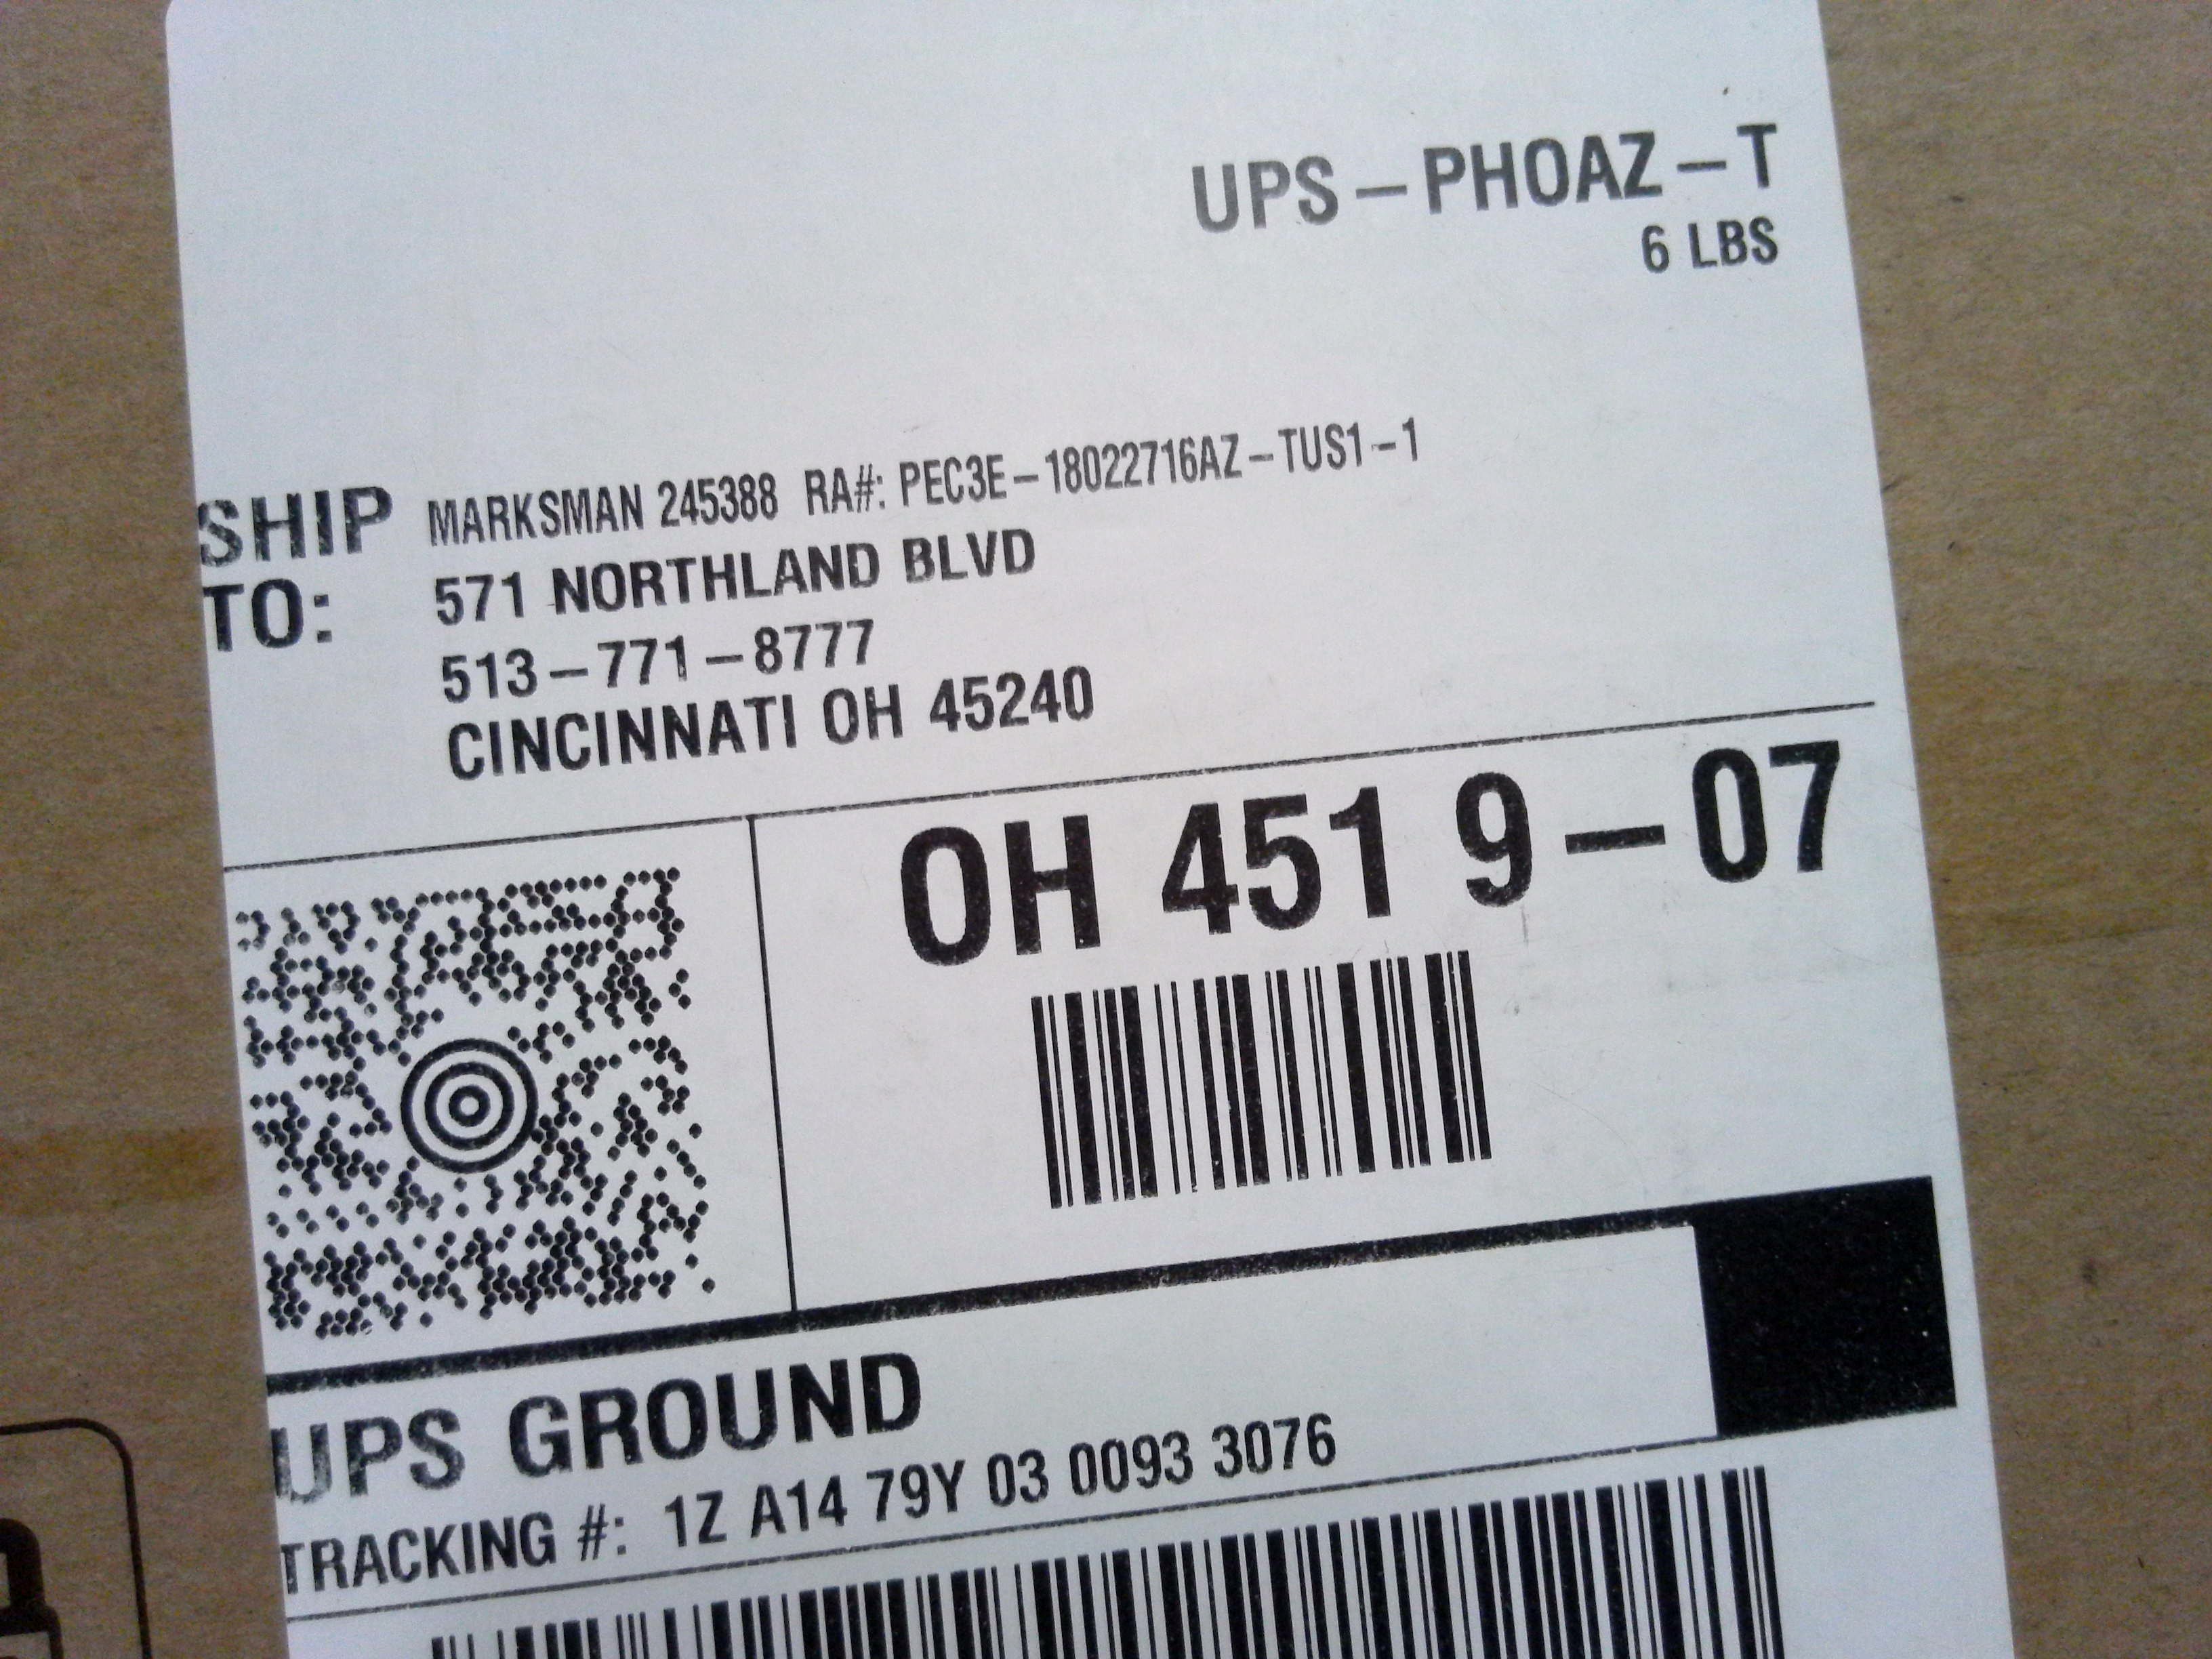 UPS – PHOAZ – T
6 LBS
SHIP TO:
MARKSMAN 245388 RA#: PEC3E–18022716AZ–TUS1–1
571 NORTHLAND BLVD
513–771–8777
CINCINNATI OH 45240
OH 451 9–07
UPS GROUND
TRACKING #: 1Z A14 79Y 03 0093 3076